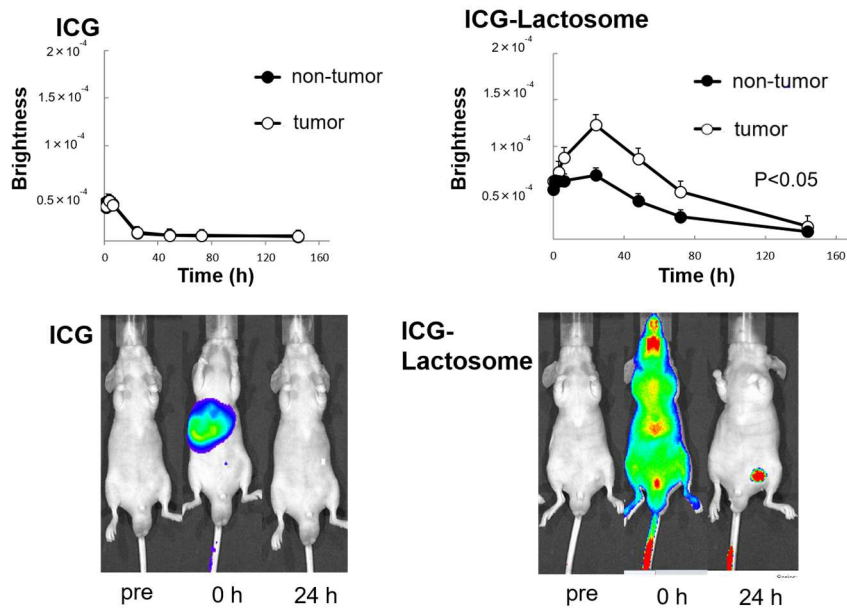 ICG
2×10⁻⁴
1.5×10⁻⁴
1×10⁻⁴
0.5×10⁻⁴
Brightness
non-tumor
tumor
0 40 80 120 160
Time (h)
ICG-Lactosome
2×10⁻⁴
1.5×10⁻⁴
1×10⁻⁴
0.5×10⁻⁴
Brightness
non-tumor
tumor
P<0.05
0 40 80 120 160
Time (h)
ICG
pre 0 h 24 h
ICG-
Lactosome
pre 0 h 24 h